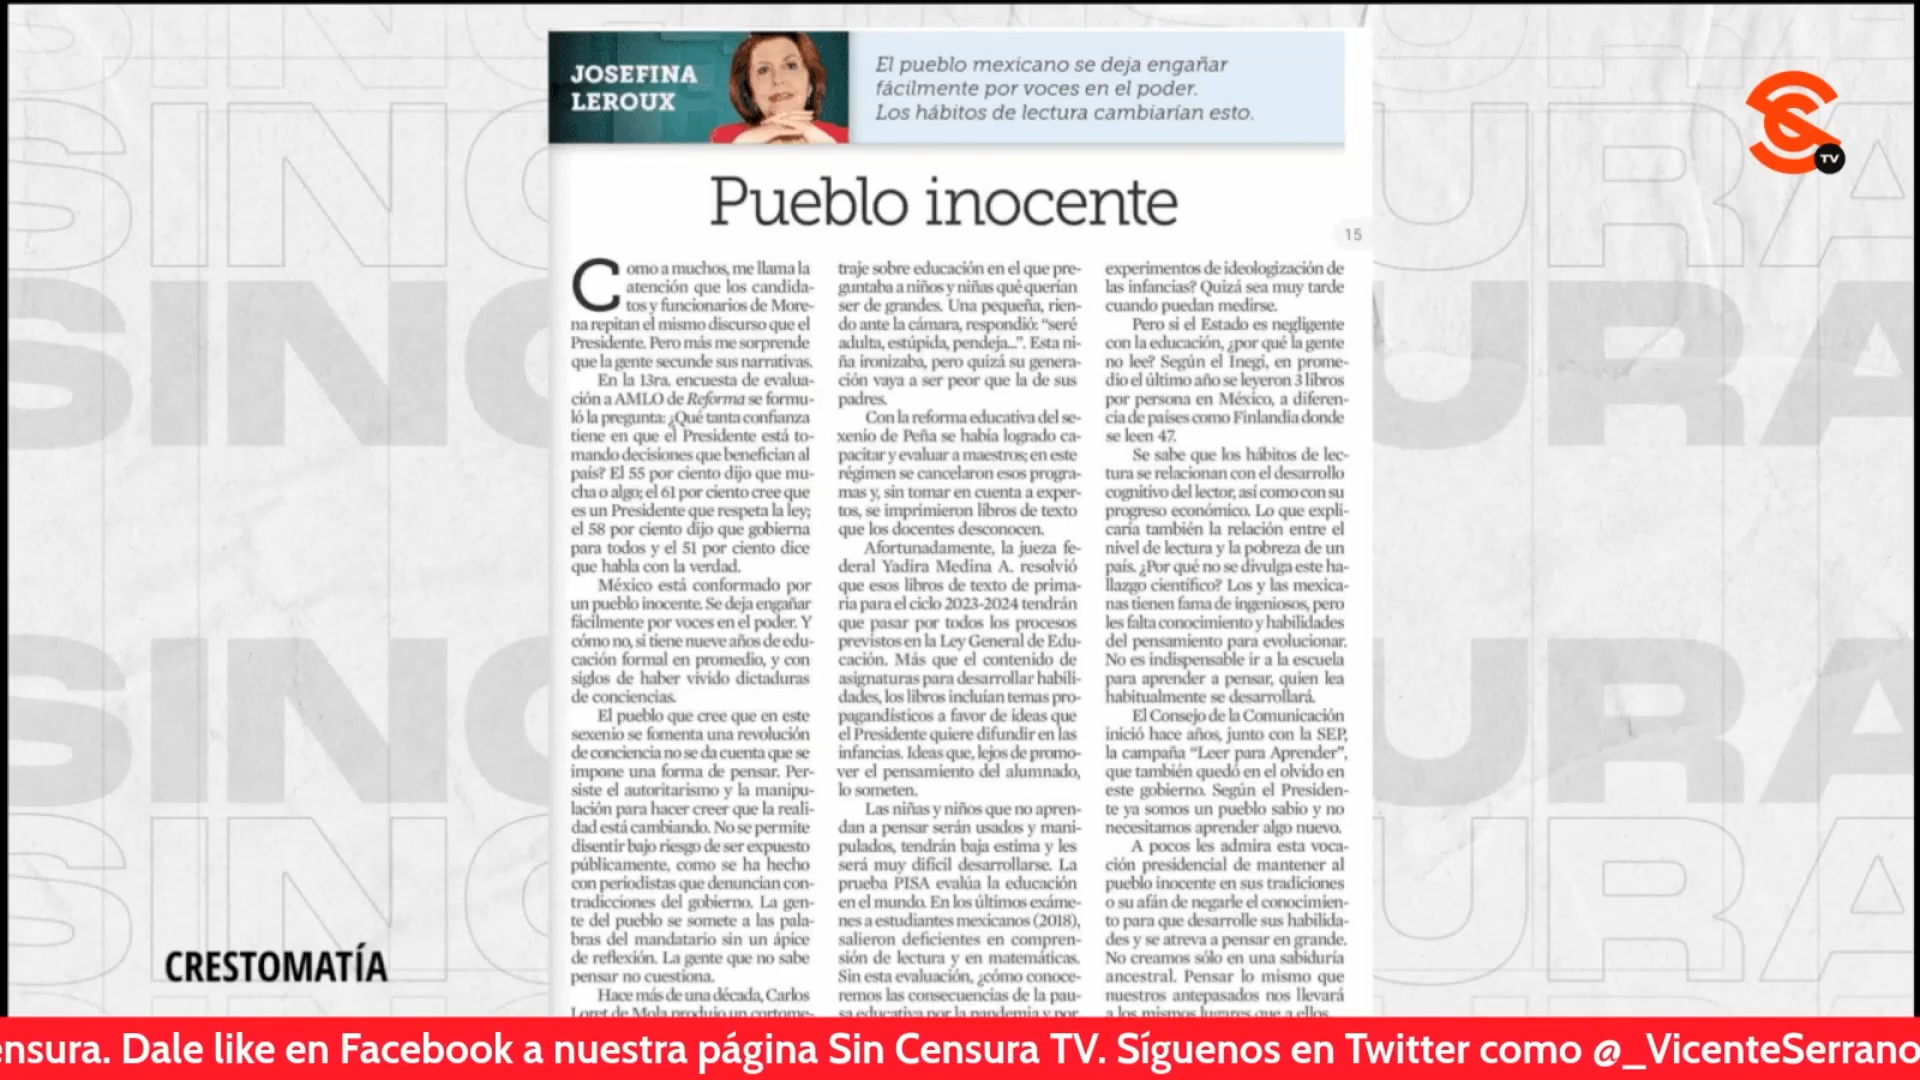 JOSEFINA
LEROUX
El pueblo mexicano se deja engañar
fácilmente por voces en el poder.
Los hábitos de lectura cambiarían esto.
TV
Pueblo inocente
15
Como a muchos, me llama la
atención que los candida-
tos y funcionarios de More-
na repitan el mismo discurso que el
Presidente. Pero más me sorprende
que la gente secunde sus narrativas.
En la 13ra. encuesta de evalua-
ción a AMLO de Reforma se formu-
ló la pregunta: ¿Qué tanta confianza
tiene en que el Presidente está to-
mando decisiones que benefician al
país? El 55 por ciento dijo que mu-
cha o algo; el 61 por ciento cree que
es un Presidente que respeta la ley;
el 58 por ciento dijo que gobierna
para todos y el 51 por ciento dice
que habla con la verdad.
México está conformado por
un pueblo inocente. Se deja engañar
fácilmente por voces en el poder. Y
cómo no, si tiene nueve años de edu-
cación formal en promedio, y con
siglos de haber vivido dictaduras
de conciencias.
El pueblo que cree que en este
sexenio se fomenta una revolución
de conciencia no se da cuenta que se
impone una forma de pensar. Per-
siste el autoritarismo y la manipu-
lación para hacer creer que la reali-
dad está cambiando. No se permite
disentir bajo riesgo de ser expuesto
públicamente, como se ha hecho
con periodistas que denuncian con-
tradicciones del gobierno. La gen-
te del pueblo se somete a las pala-
bras del mandatario sin un ápice
de reflexión. La gente que no sabe
pensar no cuestiona.
Hace más de una década, Carlos
Loret de Mola produjo un cortome-
traje sobre educación en el que pre-
guntaba a niños y niñas qué querían
ser de grandes. Una pequeña, rien-
do ante la cámara, respondió: “seré
adulta, estúpida, pendeja...”. Esta ni-
ña ironizaba, pero quizá su genera-
ción vaya a ser peor que la de sus
padres.
Con la reforma educativa del se-
xenio de Peña se había logrado ca-
pacitar y evaluar a maestros; en este
régimen se cancelaron esos progra-
mas y, sin tomar en cuenta a exper-
tos, se imprimieron libros de texto
que los docentes desconocen.
Afortunadamente, la jueza fe-
deral Yadira Medina A. resolvió
que esos libros de texto de prima-
ria para el ciclo 2023-2024 tendrán
que pasar por todos los procesos
previstos en la Ley General de Edu-
cación. Más que el contenido de
asignaturas para desarrollar habili-
dades, los libros incluían temas pro-
pagandísticos a favor de ideas que
el Presidente quiere difundir en las
infancias. Ideas que, lejos de promo-
ver el pensamiento del alumnado,
lo someten.
Las niñas y niños que no apren-
dan a pensar serán usados y mani-
pulados, tendrán baja estima y les
será muy difícil desarrollarse. La
prueba PISA evalúa la educación
en el mundo. En los últimos exáme-
nes a estudiantes mexicanos (2018),
salieron deficientes en compren-
sión de lectura y en matemáticas.
Sin esta evaluación, ¿cómo conoce-
remos las consecuencias de la pau-
sa educativa por la pandemia y por
experimentos de ideologización de
las infancias? Quizá sea muy tarde
cuando puedan medirse.
Pero si el Estado es negligente
con la educación, ¿por qué la gente
no lee? Según el Inegi, en prome-
dio el último año se leyeron 3 libros
por persona en México, a diferen-
cia de países como Finlandia donde
se leen 47.
Se sabe que los hábitos de lec-
tura se relacionan con el desarrollo
cognitivo del lector, así como con su
progreso económico. Lo que expli-
caría también la relación entre el
nivel de lectura y la pobreza de un
país. ¿Por qué no se divulga este ha-
llazgo científico? Los y las mexica-
nas tienen fama de ingeniosos, pero
les falta conocimiento y habilidades
del pensamiento para evolucionar.
No es indispensable ir a la escuela
para aprender a pensar, quien lea
habitualmente se desarrollará.
El Consejo de la Comunicación
inició hace años, junto con la SEP,
la campaña “Leer para Aprender”,
que también quedó en el olvido en
este gobierno. Según el Presiden-
te ya somos un pueblo sabio y no
necesitamos aprender algo nuevo.
A pocos les admira esta voca-
ción presidencial de mantener al
pueblo inocente en sus tradiciones
o su afán de negarle el conocimien-
to para que desarrolle sus habilida-
des y se atreva a pensar en grande.
No creamos sólo en una sabiduría
ancestral. Pensar lo mismo que
nuestros antepasados nos llevará
a los mismos lugares que a ellos.
CRESTOMATÍA
ensura. Dale like en Facebook a nuestra página Sin Censura TV. Síguenos en Twitter como @_VicenteSerrano